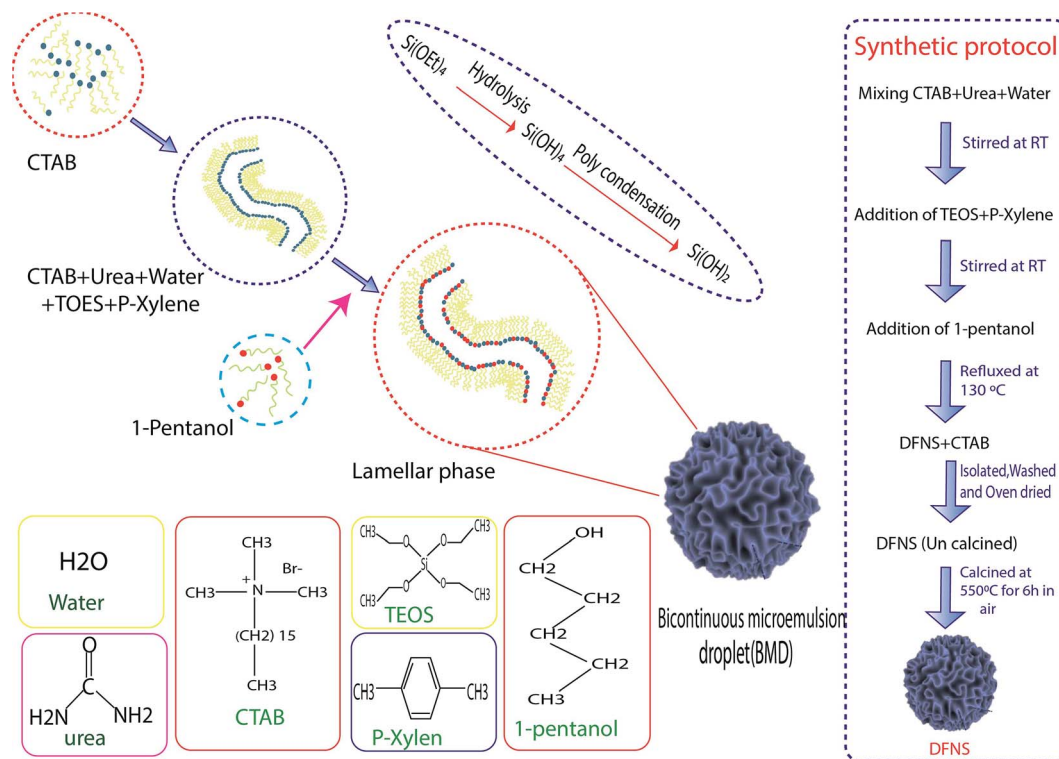 CTAB
CTAB+Urea+Water
+TOES+P-Xylene
1-Pentanol
Lamellar phase
Si(OEt)4
Hydrolysis
Si(OH)4
Poly condensation
Si(OH)2
Bicontinuous microemulsion
droplet(BMD)
H2O
Water
O
C
H2N
NH2
urea
CH3
Br-
+
CH3
N
CH3
(CH2) 15
CH3
CTAB
CH3
CH3
O
O
Si
O
O
CH3
CH3
TEOS
CH3
CH3
P-Xylen
OH
CH2
CH2
CH2
CH2
CH3
1-pentanol
Synthetic protocol
Mixing CTAB+Urea+Water
Stirred at RT
Addition of TEOS+P-Xylene
Stirred at RT
Addition of 1-pentanol
Refluxed at
130 ºC
DFNS+CTAB
Isolated,Washed
and Oven dried
DFNS (Un calcined)
Calcined at
550ºC for 6h in
air
DFNS